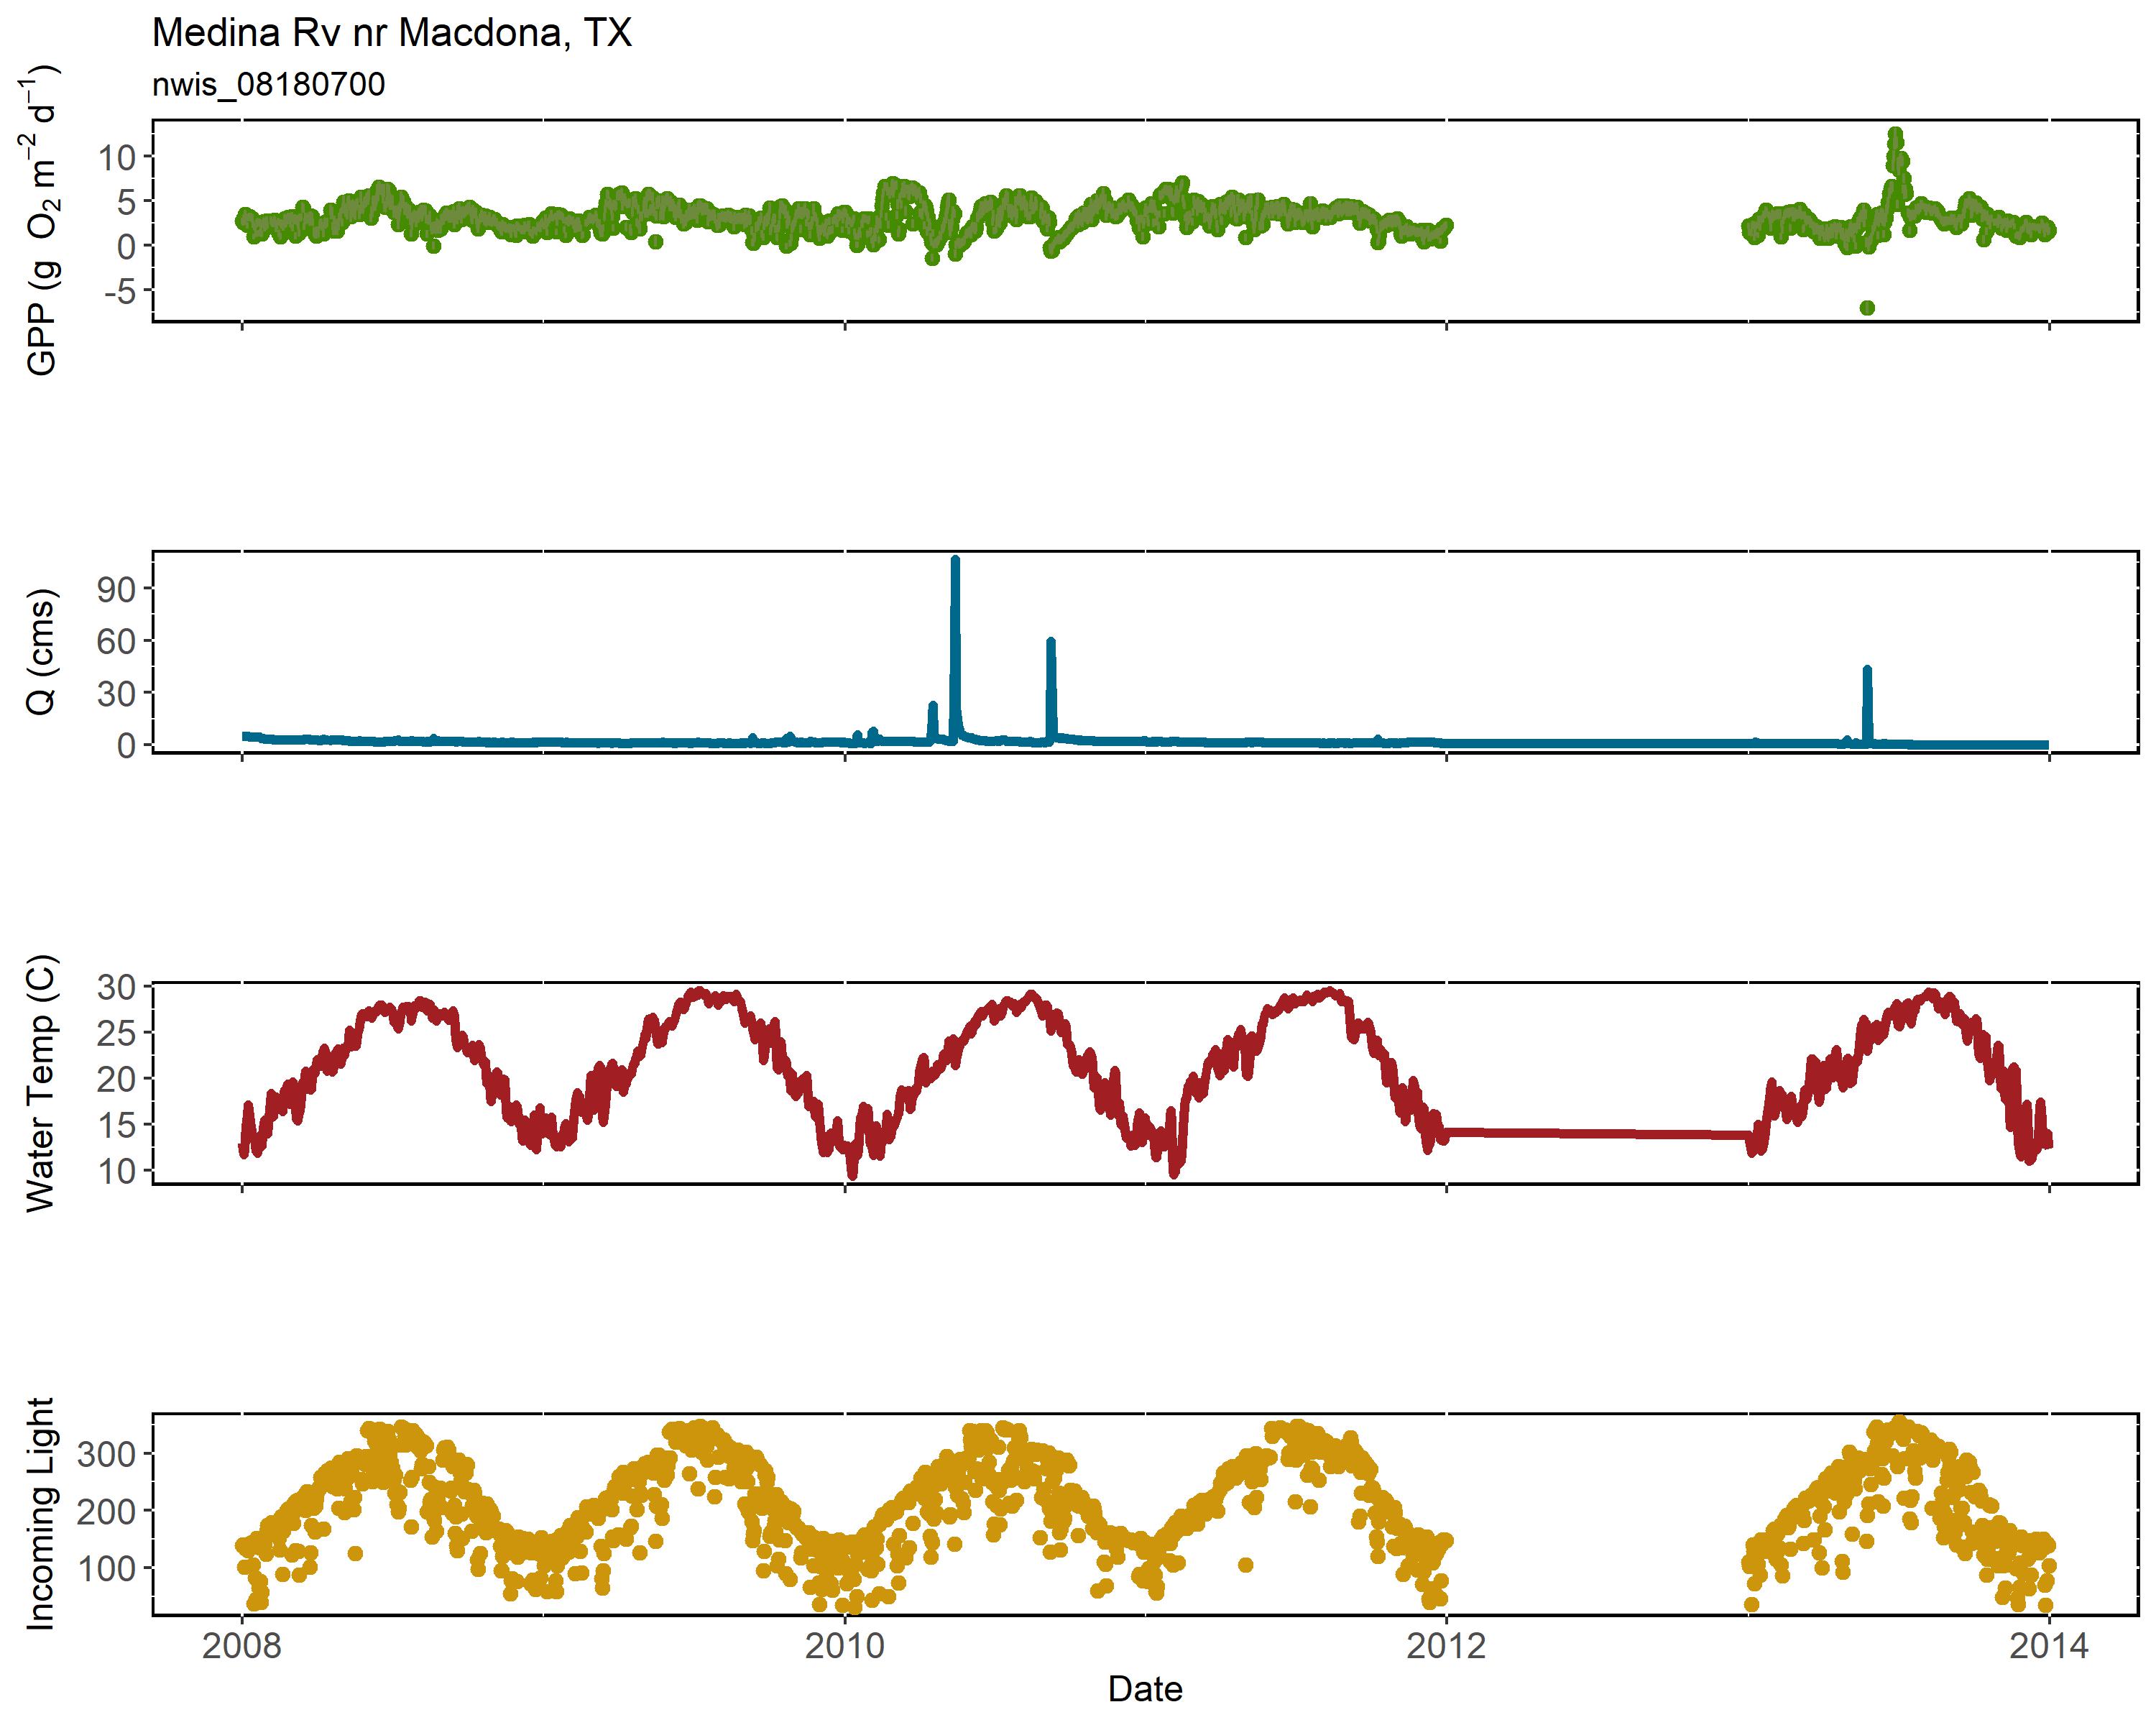 Medina Rv nr Macdona, TX
nwis_08180700
GPP (g O₂ m⁻² d⁻¹)
10
5
0
-5
Q (cms)
90
60
30
0
Water Temp (C)
30
25
20
15
10
Incoming Light
300
200
100
2008 2010 2012 2014
Date